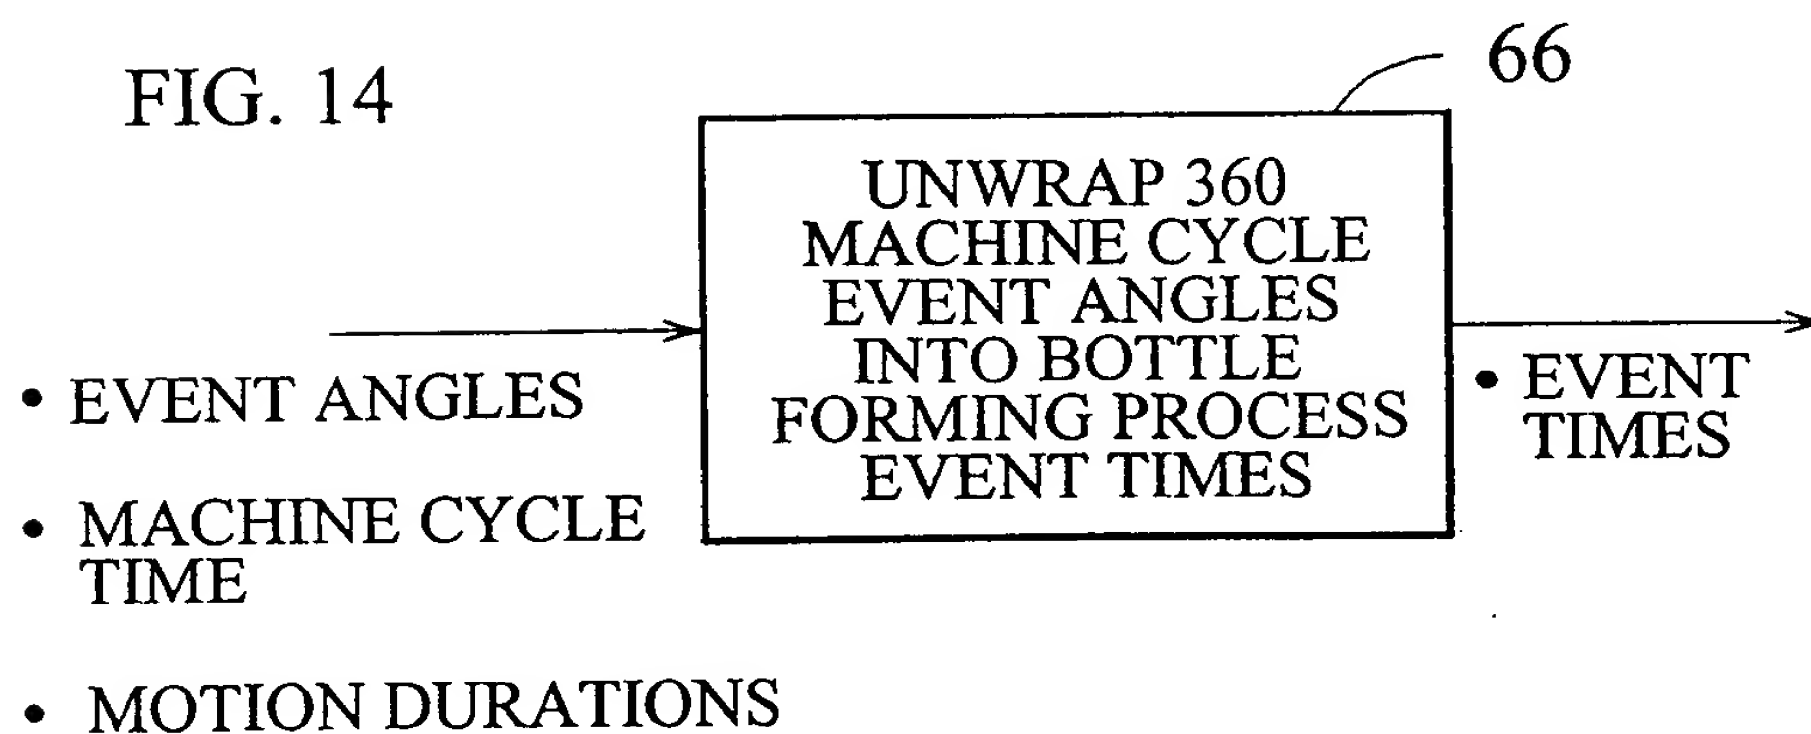 FIG. 14
66
UNWRAP 360
MACHINE CYCLE
EVENT ANGLES
INTO BOTTLE
FORMING PROCESS
EVENT TIMES
• EVENT ANGLES
• MACHINE CYCLE
TIME
• MOTION DURATIONS
• EVENT
TIMES